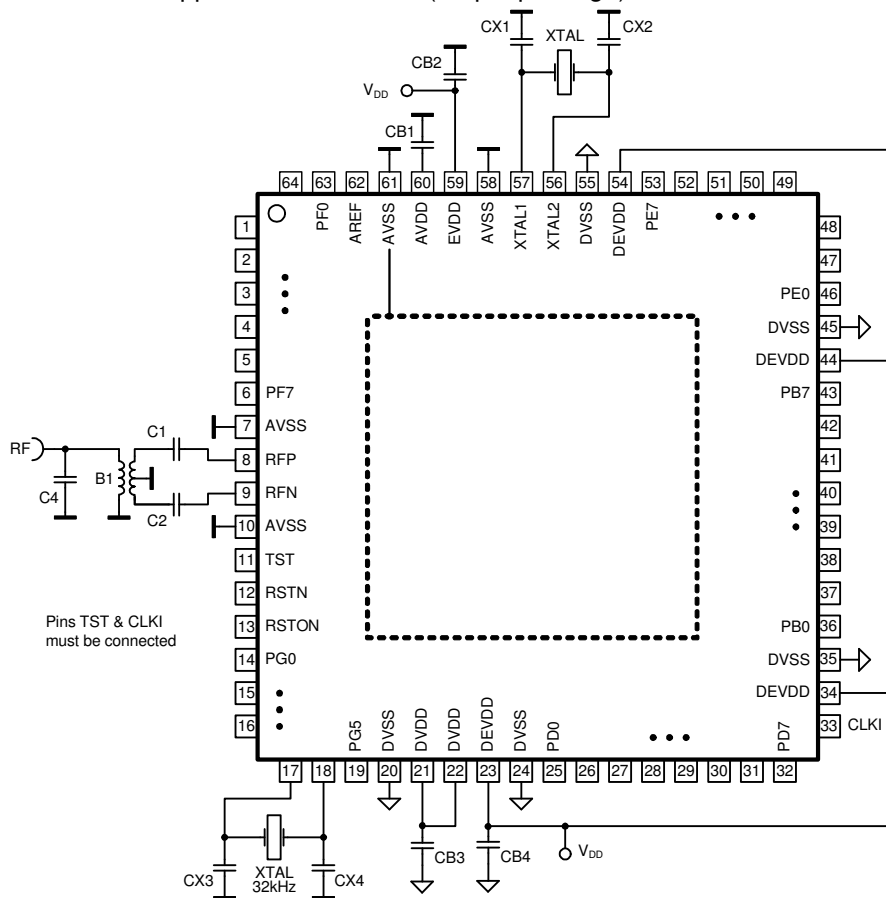 CX1
XTAL
CX2
CB2
V_DD
CB1
64
63
62
61
60
59
58
57
56
55
54
53
52
51
50
49
PF0
AREF
AVSS
AVDD
EVDD
AVSS
XTAL1
XTAL2
DVSS
DEVDD
PE7
1
2
3
4
5
6 PF7
7 AVSS
8 RFP
9 RFN
10 AVSS
11 TST
12 RSTN
13 RSTON
14 PG0
15
16
RF
C4
B1
C1
C2
Pins TST & CLKI
must be connected
48
47
PE0 46
DVSS 45
DEVDD 44
PB7 43
42
41
40
39
38
37
PB0 36
DVSS 35
DEVDD 34
33 CLKI
PG5
DVSS
DVDD
DVDD
DEVDD
DVSS
PD0
PD7
17
18
19
20
21
22
23
24
25
26
27
28
29
30
31
32
CX3
XTAL
32kHz
CX4
CB3
CB4
V_DD